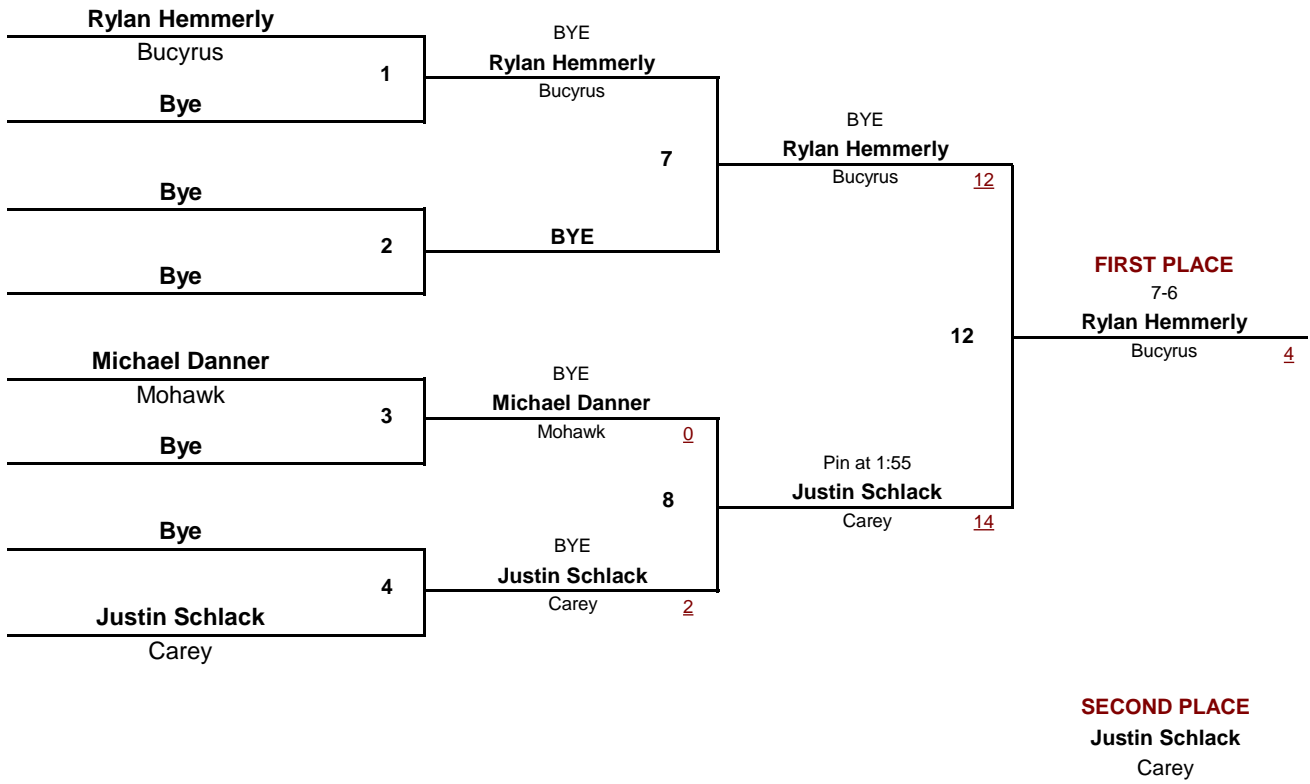 Rylan Hemmerly
Bucyrus
1
Bye
Bye
2
Bye
Michael Danner
Mohawk
3
Bye
Bye
4
Justin Schlack
Carey
BYE
Rylan Hemmerly
Bucyrus
7
BYE
BYE
Michael Danner
Mohawk 0
8
BYE
Justin Schlack
Carey 2
BYE
Rylan Hemmerly
Bucyrus 12
12
Pin at 1:55
Justin Schlack
Carey 14
FIRST PLACE
7-6
Rylan Hemmerly
Bucyrus 4
SECOND PLACE
Justin Schlack
Carey